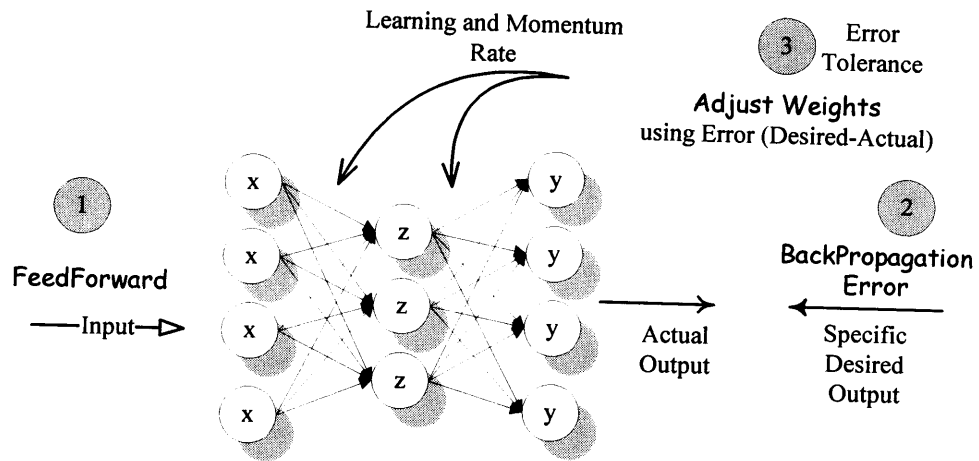 Learning and Momentum
Rate
3
Error
Tolerance
Adjust Weights
using Error (Desired-Actual)
1
FeedForward
Input
x
x
x
x
z
z
z
y
y
y
y
2
BackPropagation
Error
Actual
Output
Specific
Desired
Output